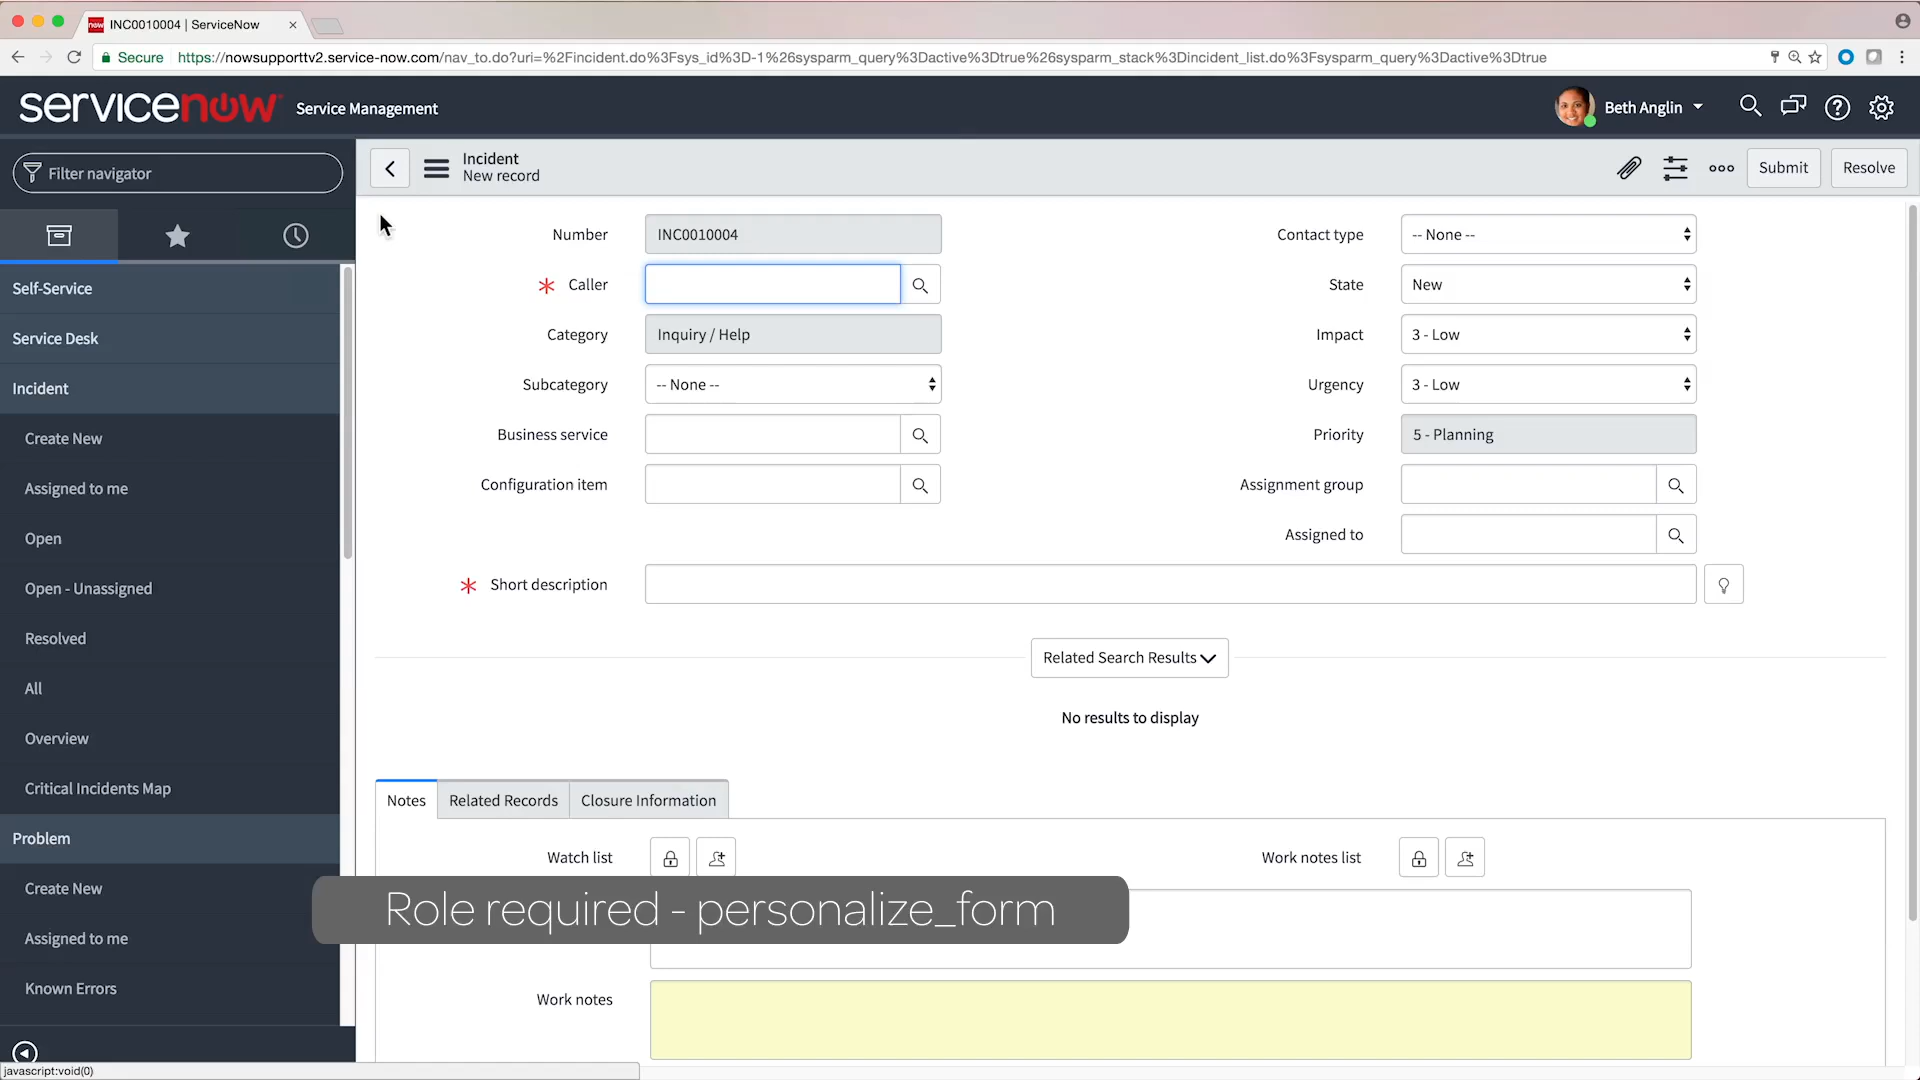 now INC0010004 | ServiceNow ×
Secure https://nowsupporttv2.service-now.com/nav_to.do?uri=%2Fincident.do%3Fsys_id%3D-1%26sysparm_query%3Dactive%3Dtrue%26sysparm_stack%3Dincident_list.do%3Fsysparm_query%3Dactive%3Dtrue
servicenow Service Management
Beth Anglin
Filter navigator
Incident
New record
Submit
Resolve
Self-Service
Service Desk
Incident
Create New
Assigned to me
Open
Open - Unassigned
Resolved
All
Overview
Critical Incidents Map
Problem
Create New
Assigned to me
Known Errors
Number INC0010004
* Caller
Category Inquiry / Help
Subcategory -- None --
Business service
Configuration item
Contact type -- None --
State New
Impact 3 - Low
Urgency 3 - Low
Priority 5 - Planning
Assignment group
Assigned to
* Short description
Related Search Results
No results to display
Notes Related Records Closure Information
Watch list
Work notes list
Role required - personalize_form
Work notes
javascript:void(0)